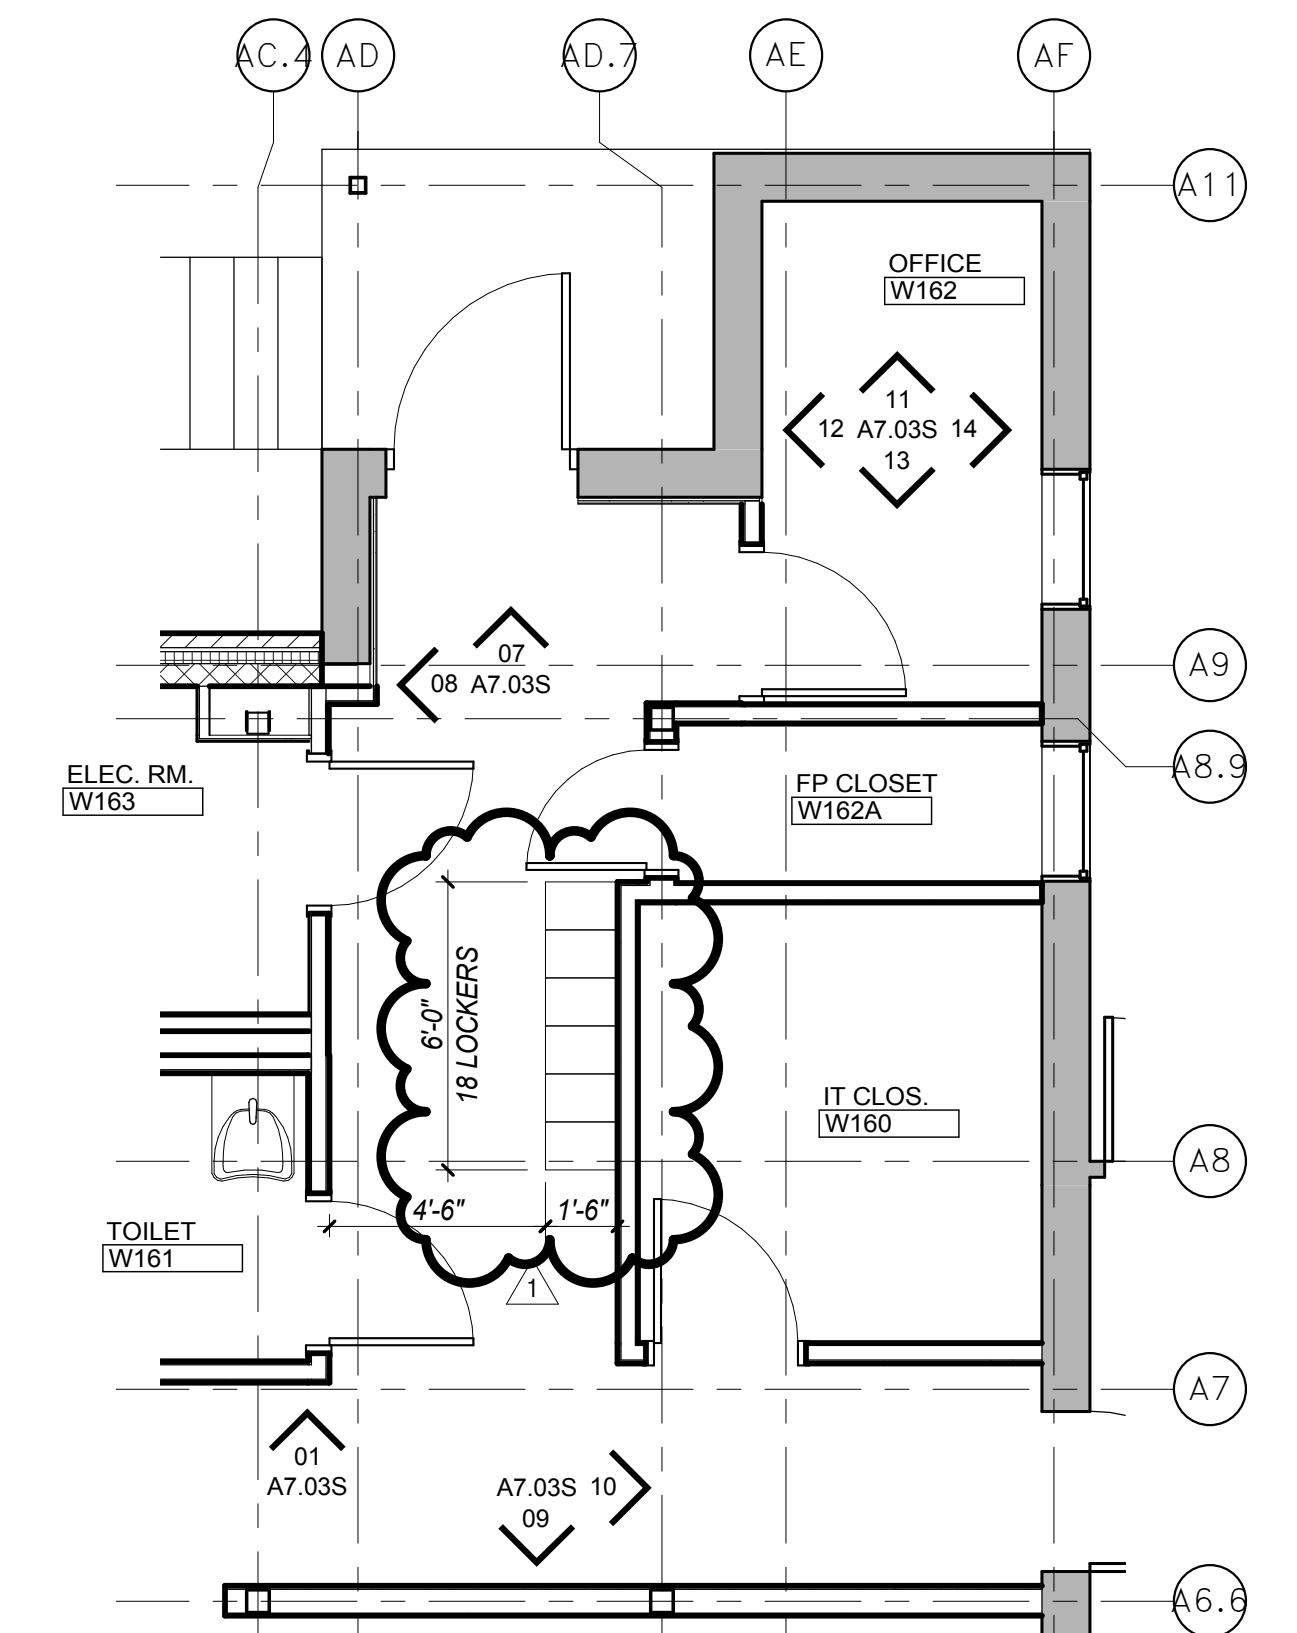 AC.4 AD AD.7 AE AF
A11
OFFICE
W162
11
12 A7.03S 14
13
07
08 A7.03S
A9
ELEC. RM.
W163
FP CLOSET
W162A
A8.9
6'-0"
18 LOCKERS
IT CLOS.
W160
A8
4'-6" 1'-6"
TOILET
W161
1
A7
01
A7.03S
A7.03S 10
09
A6.6